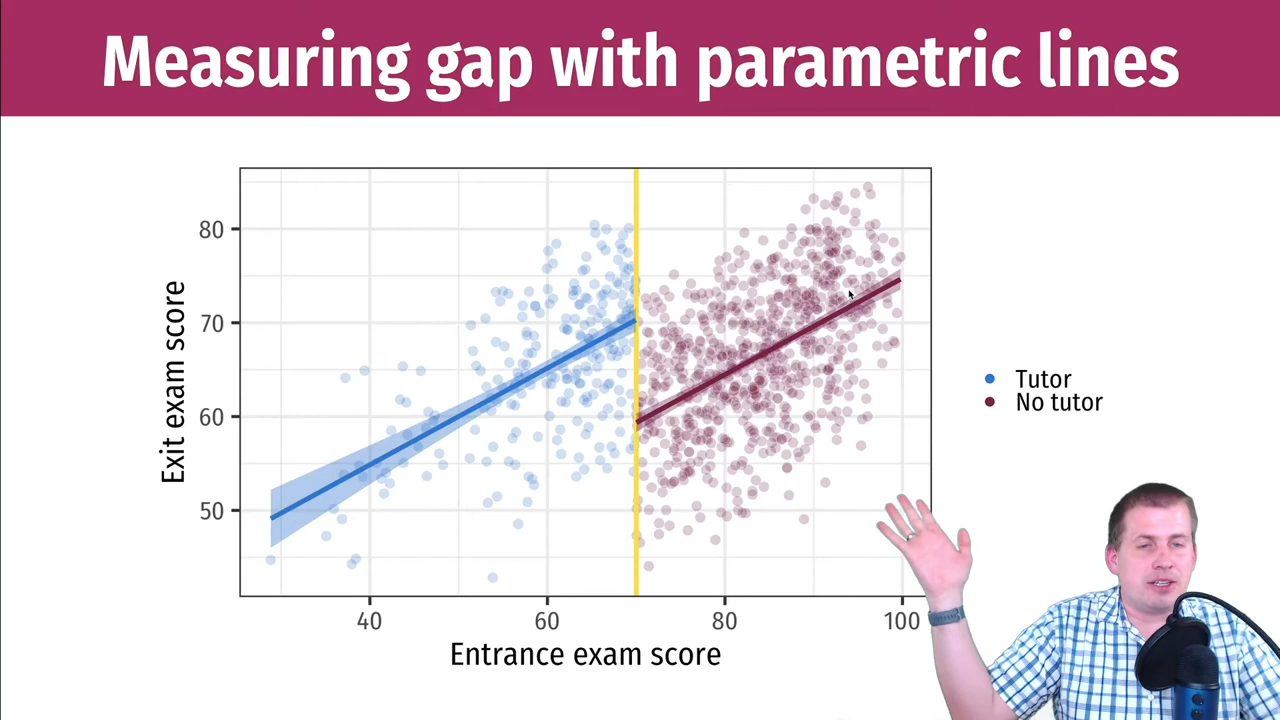 Measuring gap with parametric lines
80
70
60
50
Exit exam score
40 60 80 100
Entrance exam score
Tutor
No tutor